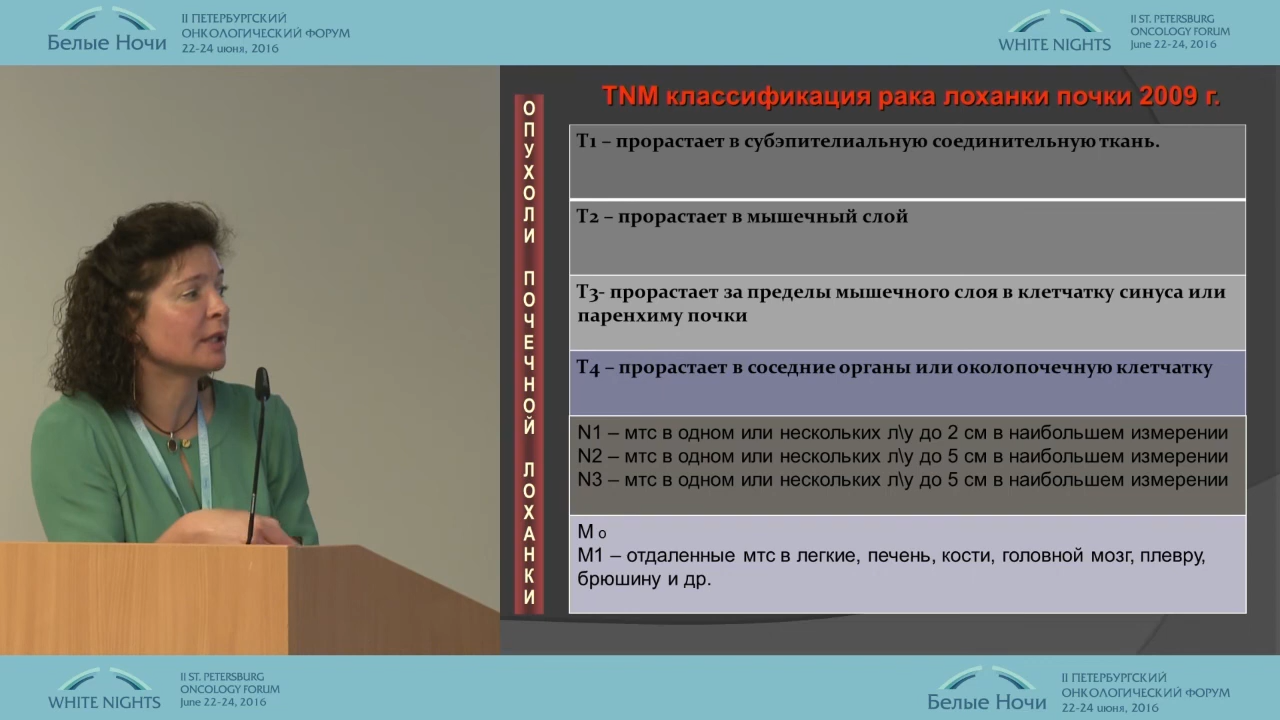 II ПЕТЕРБУРГСКИЙ
ОНКОЛОГИЧЕСКИЙ ФОРУМ
Белые Ночи
22-24 июня, 2016
II ST. PETERSBURG
ONCOLOGY FORUM
WHITE NIGHTS
June 22-24, 2016
TNM классификация рака лоханки почки 2009 г.
ОПУХОЛИ ПОЧЕЧНОЙ ЛОХАНКИ
Т1 – прорастает в субэпителиальную соединительную ткань.
Т2 – прорастает в мышечный слой
Т3- прорастает за пределы мышечного слоя в клетчатку синуса или
паренхиму почки
Т4 – прорастает в соседние органы или околопочечную клетчатку
N1 – мтс в одном или нескольких л\у до 2 см в наибольшем измерении
N2 – мтс в одном или нескольких л\у до 5 см в наибольшем измерении
N3 – мтс в одном или нескольких л\у до 5 см в наибольшем измерении
М о
М1 – отдаленные мтс в легкие, печень, кости, головной мозг, плевру,
брюшину и др.
II ST. PETERSBURG
ONCOLOGY FORUM
WHITE NIGHTS
June 22-24, 2016
II ПЕТЕРБУРГСКИЙ
ОНКОЛОГИЧЕСКИЙ ФОРУМ
Белые Ночи
22-24 июня, 2016